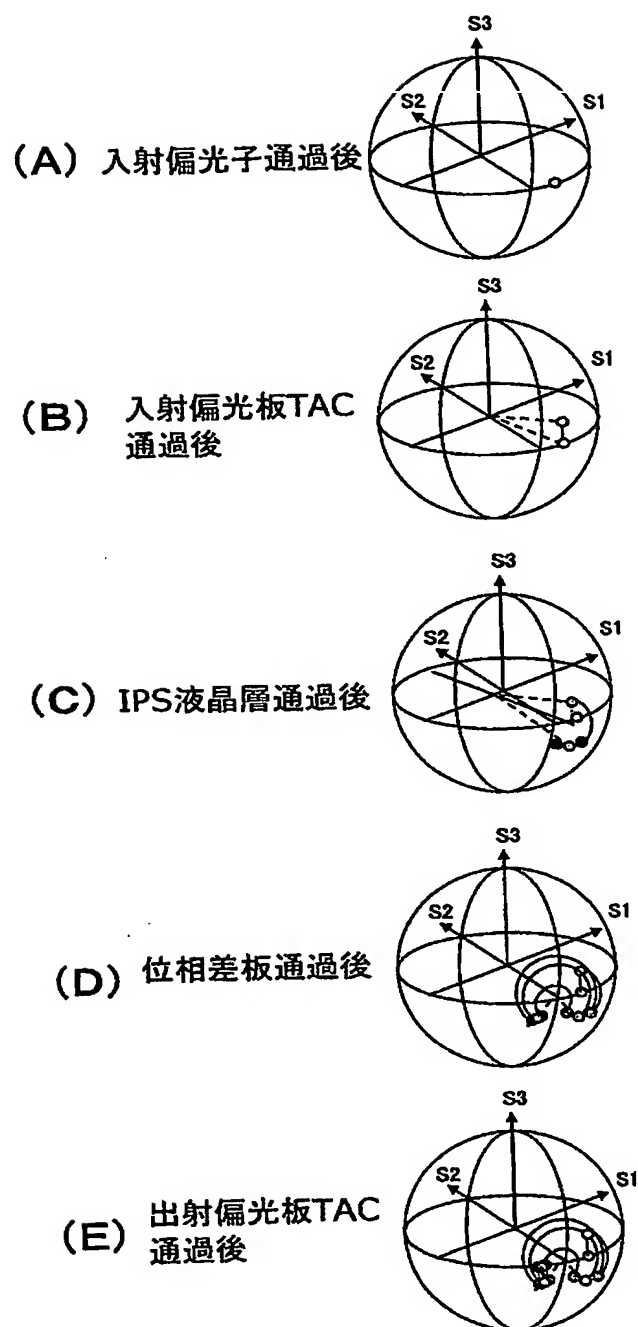 S3
S2
S1
(A) 入射偏光子通過後
S3
S2
S1
(B) 入射偏光板TAC
通過後
S3
S2
S1
(C) IPS液晶層通過後
S3
S2
S1
(D) 位相差板通過後
S3
S2
S1
(E) 出射偏光板TAC
通過後